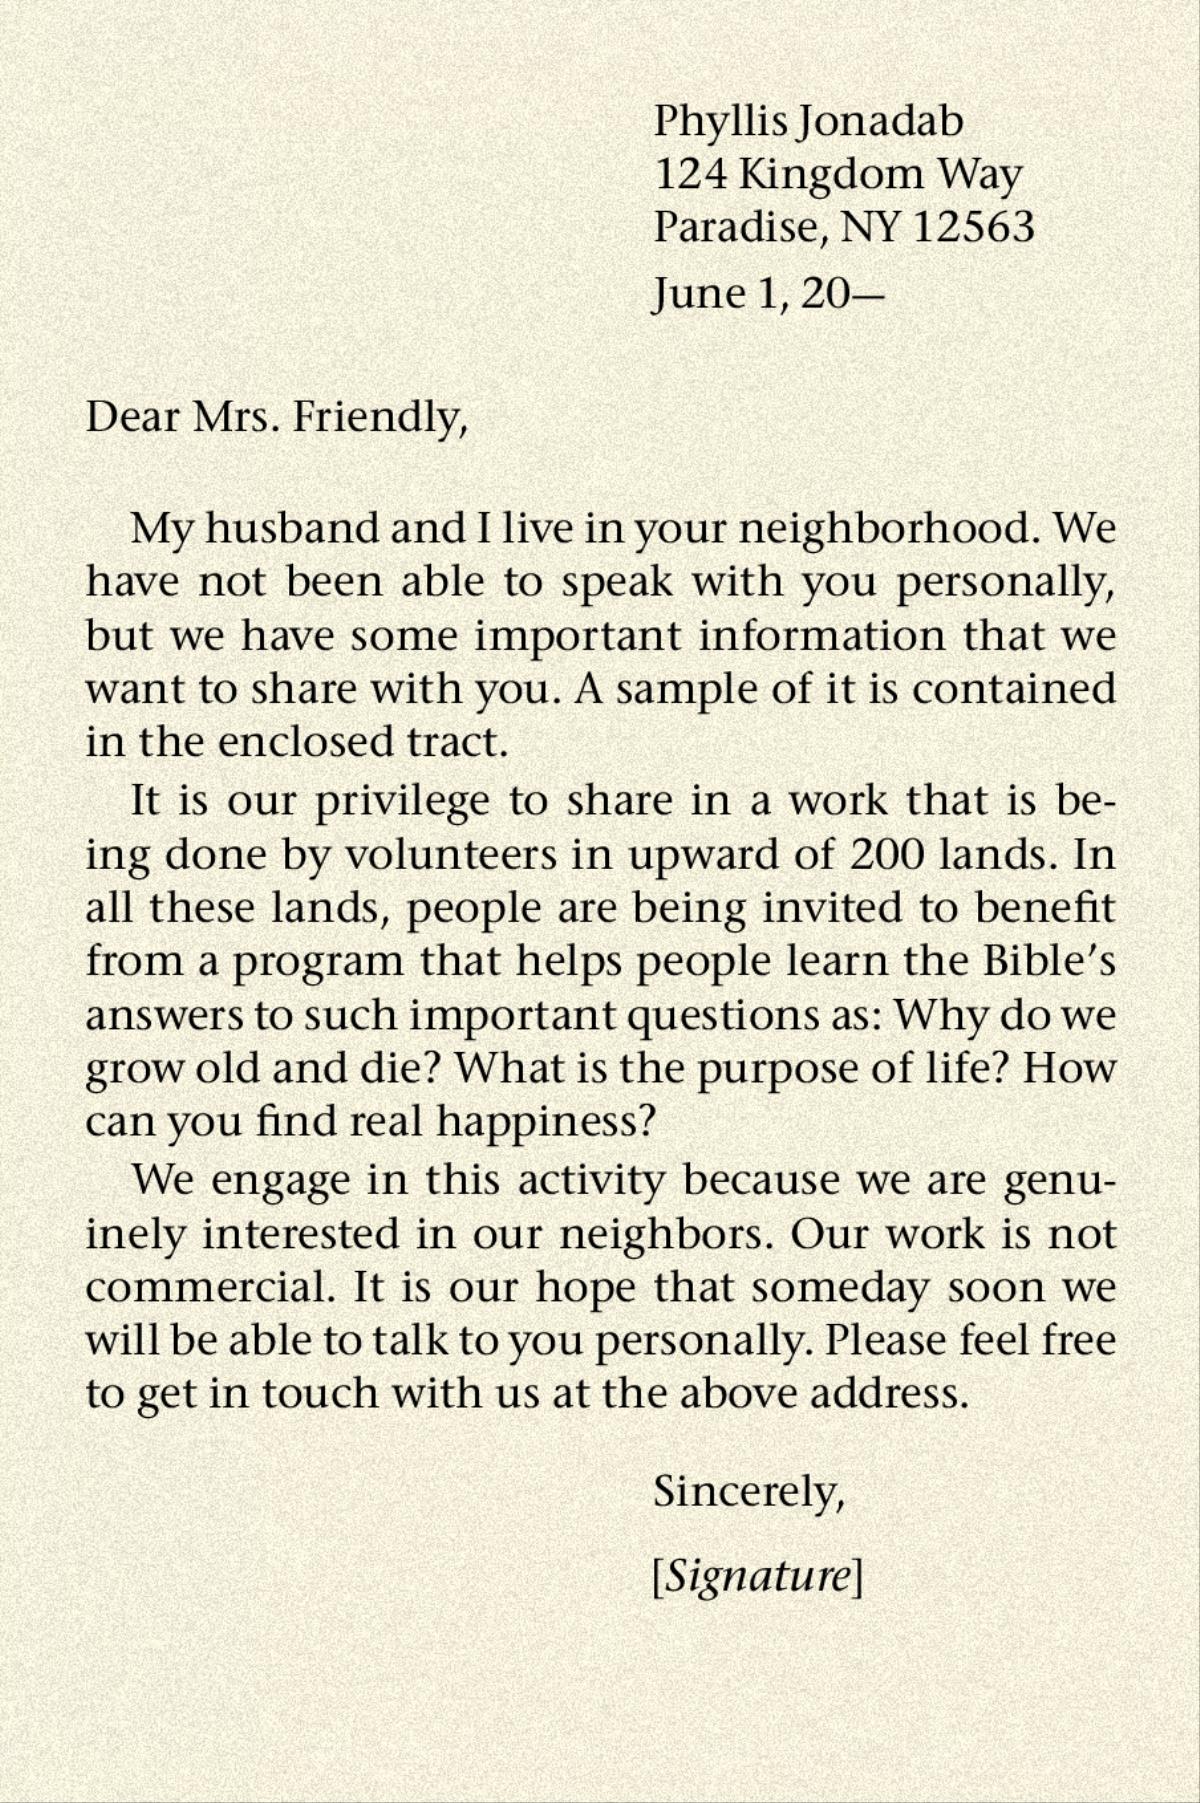 Phyllis Jonadab
124 Kingdom Way
Paradise, NY 12563
June 1, 20—
Dear Mrs. Friendly,
My husband and I live in your neighborhood. We
have not been able to speak with you personally,
but we have some important information that we
want to share with you. A sample of it is contained
in the enclosed tract.
It is our privilege to share in a work that is be-
ing done by volunteers in upward of 200 lands. In
all these lands, people are being invited to benefit
from a program that helps people learn the Bible’s
answers to such important questions as: Why do we
grow old and die? What is the purpose of life? How
can you find real happiness?
We engage in this activity because we are genu-
inely interested in our neighbors. Our work is not
commercial. It is our hope that someday soon we
will be able to talk to you personally. Please feel free
to get in touch with us at the above address.
Sincerely,
[Signature]